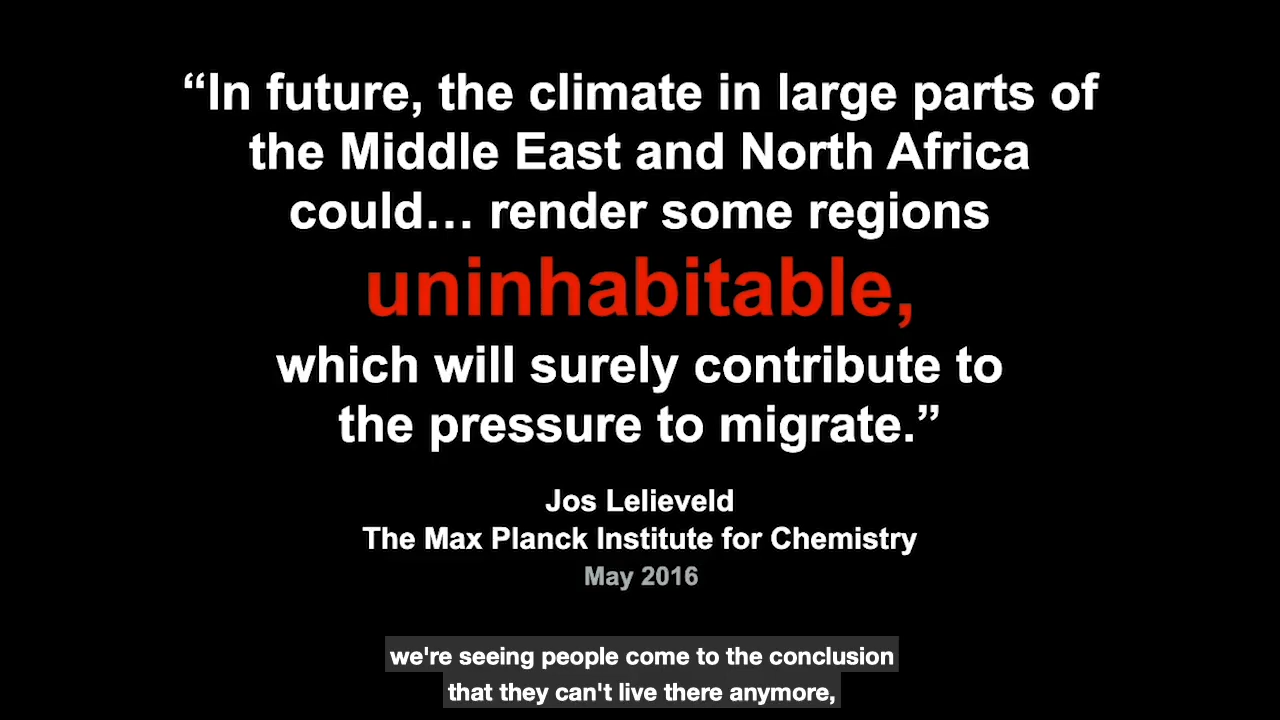 “In future, the climate in large parts of
the Middle East and North Africa
could… render some regions
uninhabitable,
which will surely contribute to
the pressure to migrate.”
Jos Lelieveld
The Max Planck Institute for Chemistry
May 2016
we're seeing people come to the conclusion
that they can't live there anymore,